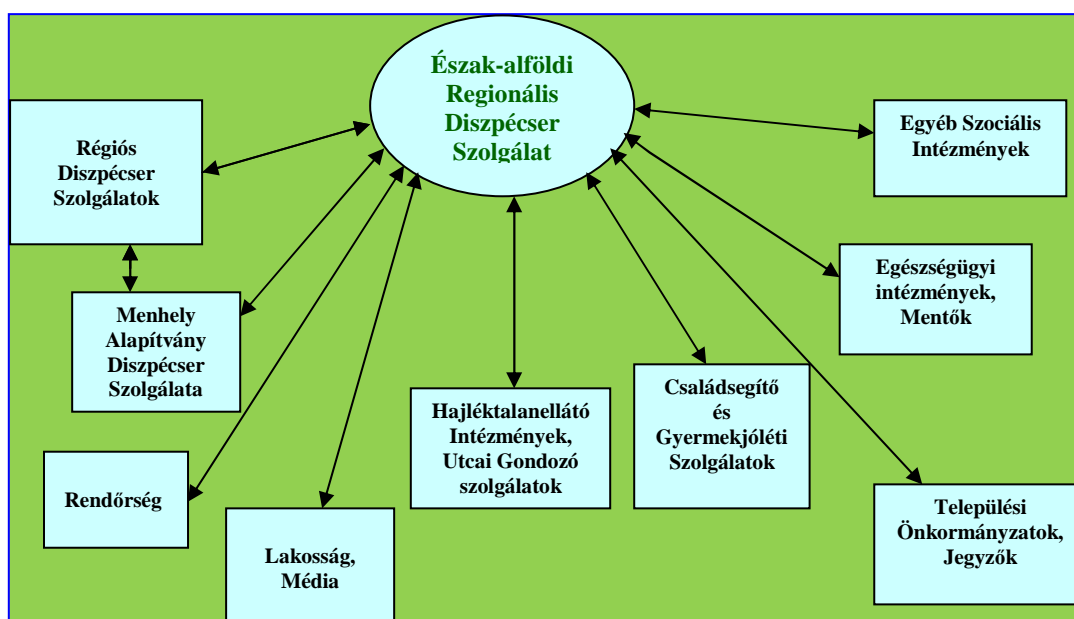 Észak-alföldi
Regionális
Diszpécser
Szolgálat
Régiós
Diszpécser
Szolgálatok
Egyéb Szociális
Intézmények
Menhely
Alapítvány
Diszpécser
Szolgálata
Egészségügyi
intézmények,
Mentők
Rendőrség
Lakosság,
Média
Hajléktalanellátó
Intézmények,
Utcai Gondozó
szolgálatok
Családsegítő
és
Gyermekjóléti
Szolgálatok
Települési
Önkormányzatok,
Jegyzők